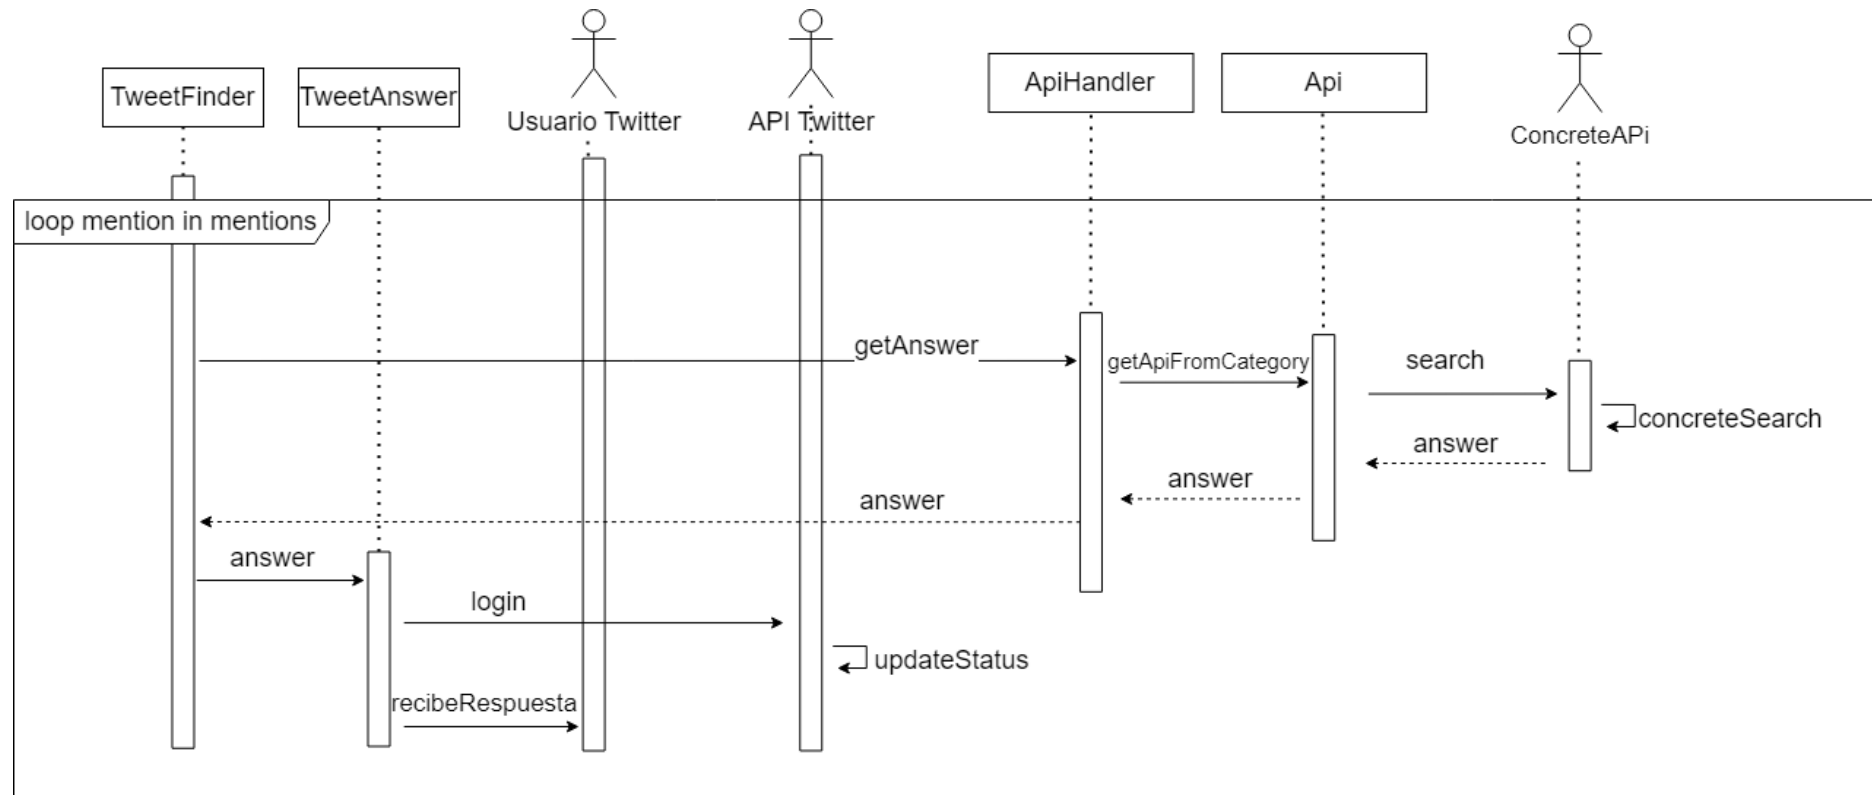 TweetFinder
TweetAnswer
Usuario Twitter
API Twitter
ApiHandler
Api
ConcreteAPi
loop mention in mentions
getAnswer
getApiFromCategory
search
concreteSearch
answer
answer
answer
answer
login
updateStatus
recibeRespuesta